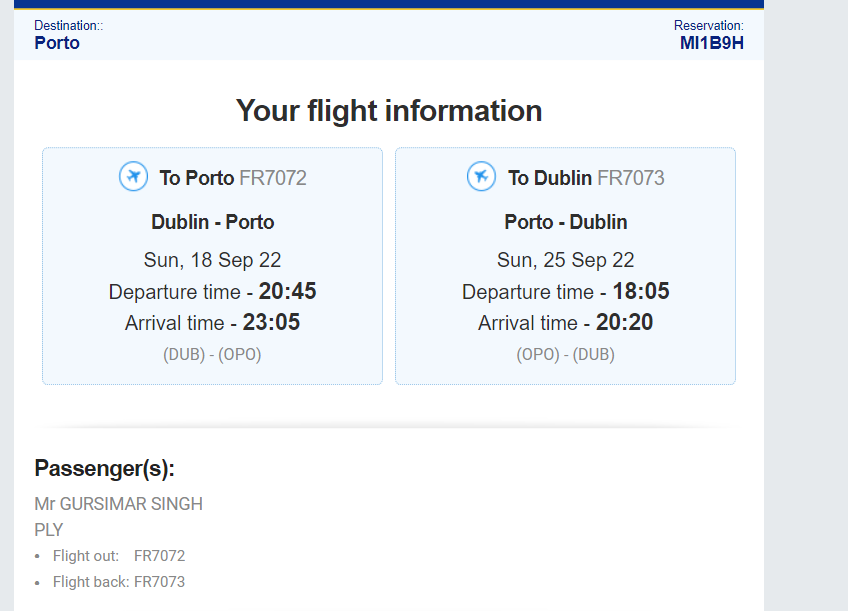 Destination::
Porto
Reservation:
MI1B9H
Your flight information
To Porto FR7072
Dublin - Porto
Sun, 18 Sep 22
Departure time - 20:45
Arrival time - 23:05
(DUB) - (OPO)
To Dublin FR7073
Porto - Dublin
Sun, 25 Sep 22
Departure time - 18:05
Arrival time - 20:20
(OPO) - (DUB)
Passenger(s):
Mr GURSIMAR SINGH
PLY
• Flight out: FR7072
• Flight back: FR7073